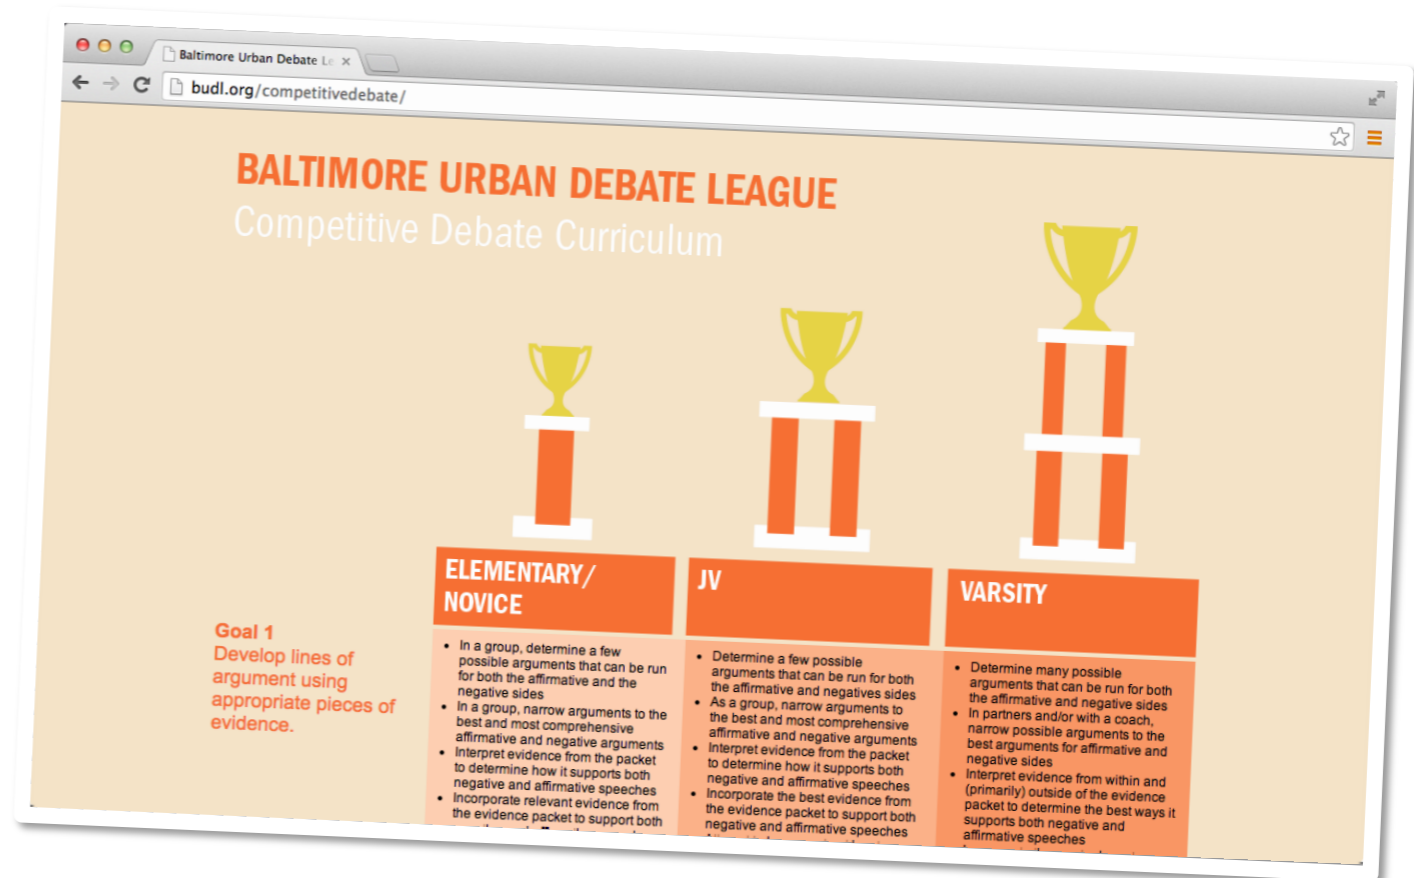 Baltimore Urban Debate Le
budl.org/competitivedebate/
BALTIMORE URBAN DEBATE LEAGUE
Competitive Debate Curriculum
ELEMENTARY/
NOVICE
JV
VARSITY
Goal 1
Develop lines of
argument using
appropriate pieces of
evidence.
• In a group, determine a few
possible arguments that can be run
for both the affirmative and the
negative sides
• In a group, narrow arguments to the
best and most comprehensive
affirmative and negative arguments
• Interpret evidence from the packet
to determine how it supports both
negative and affirmative speeches
• Incorporate relevant evidence from
the evidence packet to support both
• Determine a few possible
arguments that can be run for both
the affirmative and negatives sides
• As a group, narrow arguments to
the best and most comprehensive
affirmative and negative arguments
• Interpret evidence from the packet
to determine how it supports both
negative and affirmative speeches
• Incorporate the best evidence from
the evidence packet to support both
negative and affirmative speeches
• Determine many possible
arguments that can be run for both
the affirmative and negative sides
• In partners and/or with a coach,
narrow possible arguments to the
best arguments for affirmative and
negative sides
• Interpret evidence from within and
(primarily) outside of the evidence
packet to determine the best ways it
supports both negative and
affirmative speeches